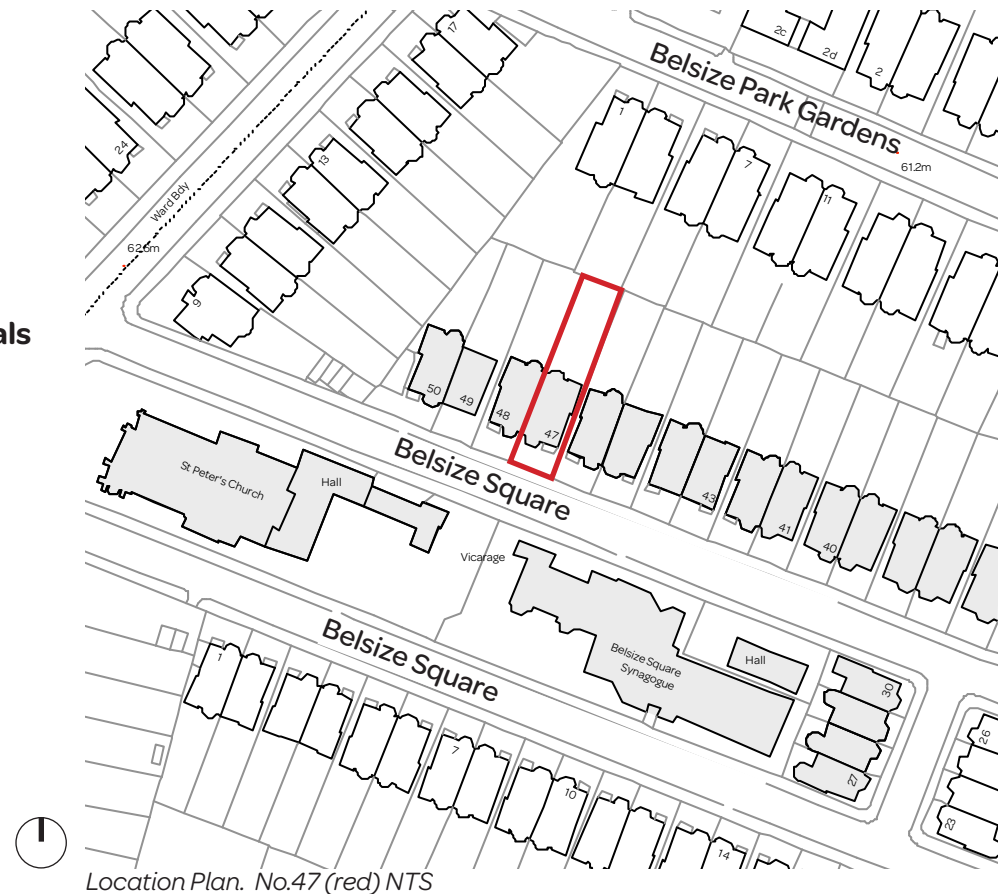 17
2c
2d
2
Belsize Park Gardens
24
13
1
7
61.2m
Ward Bdy
11
62.6m
9
als
50
49
48
47
Belsize Square
St Peter's Church
Hall
43
41
40
Vicarage
Belsize Square
1
Belsize Square
Synagogue
Hall
30
7
26
27
10
23
14
Location Plan. No.47 (red) NTS